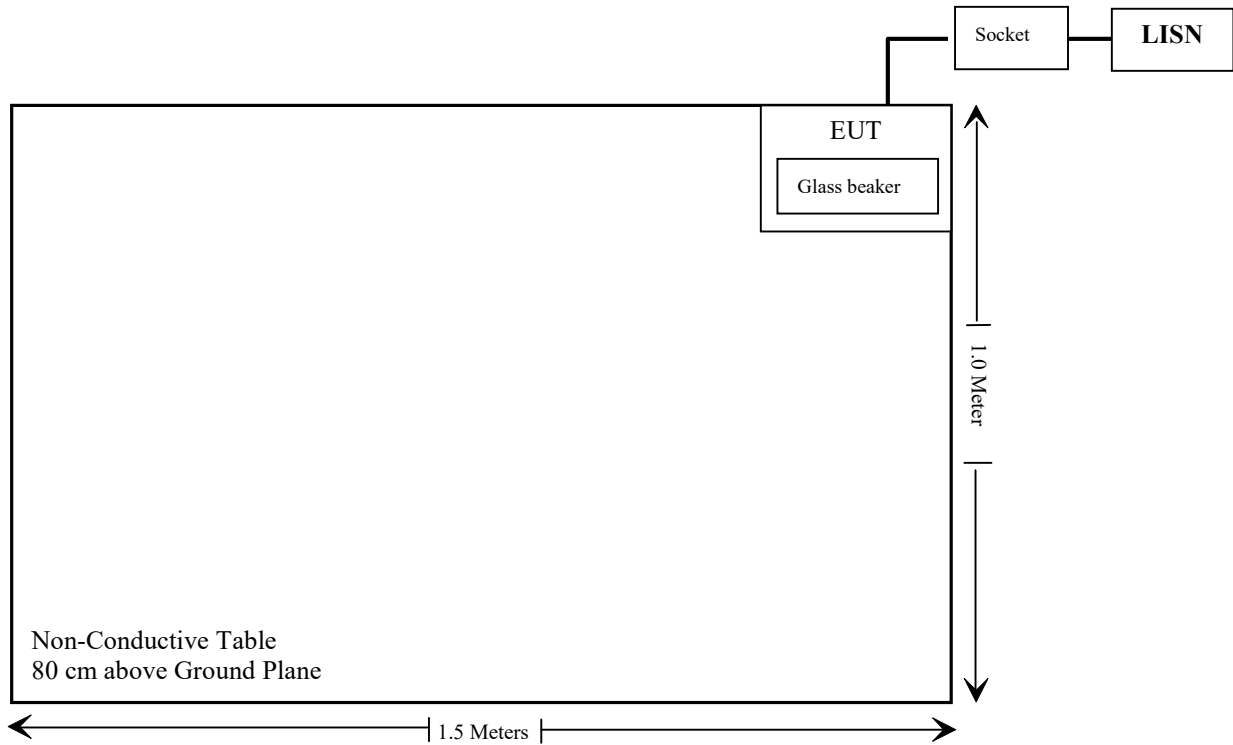 Socket
LISN
EUT
Glass beaker
1.0 Meter
Non-Conductive Table
80 cm above Ground Plane
1.5 Meters